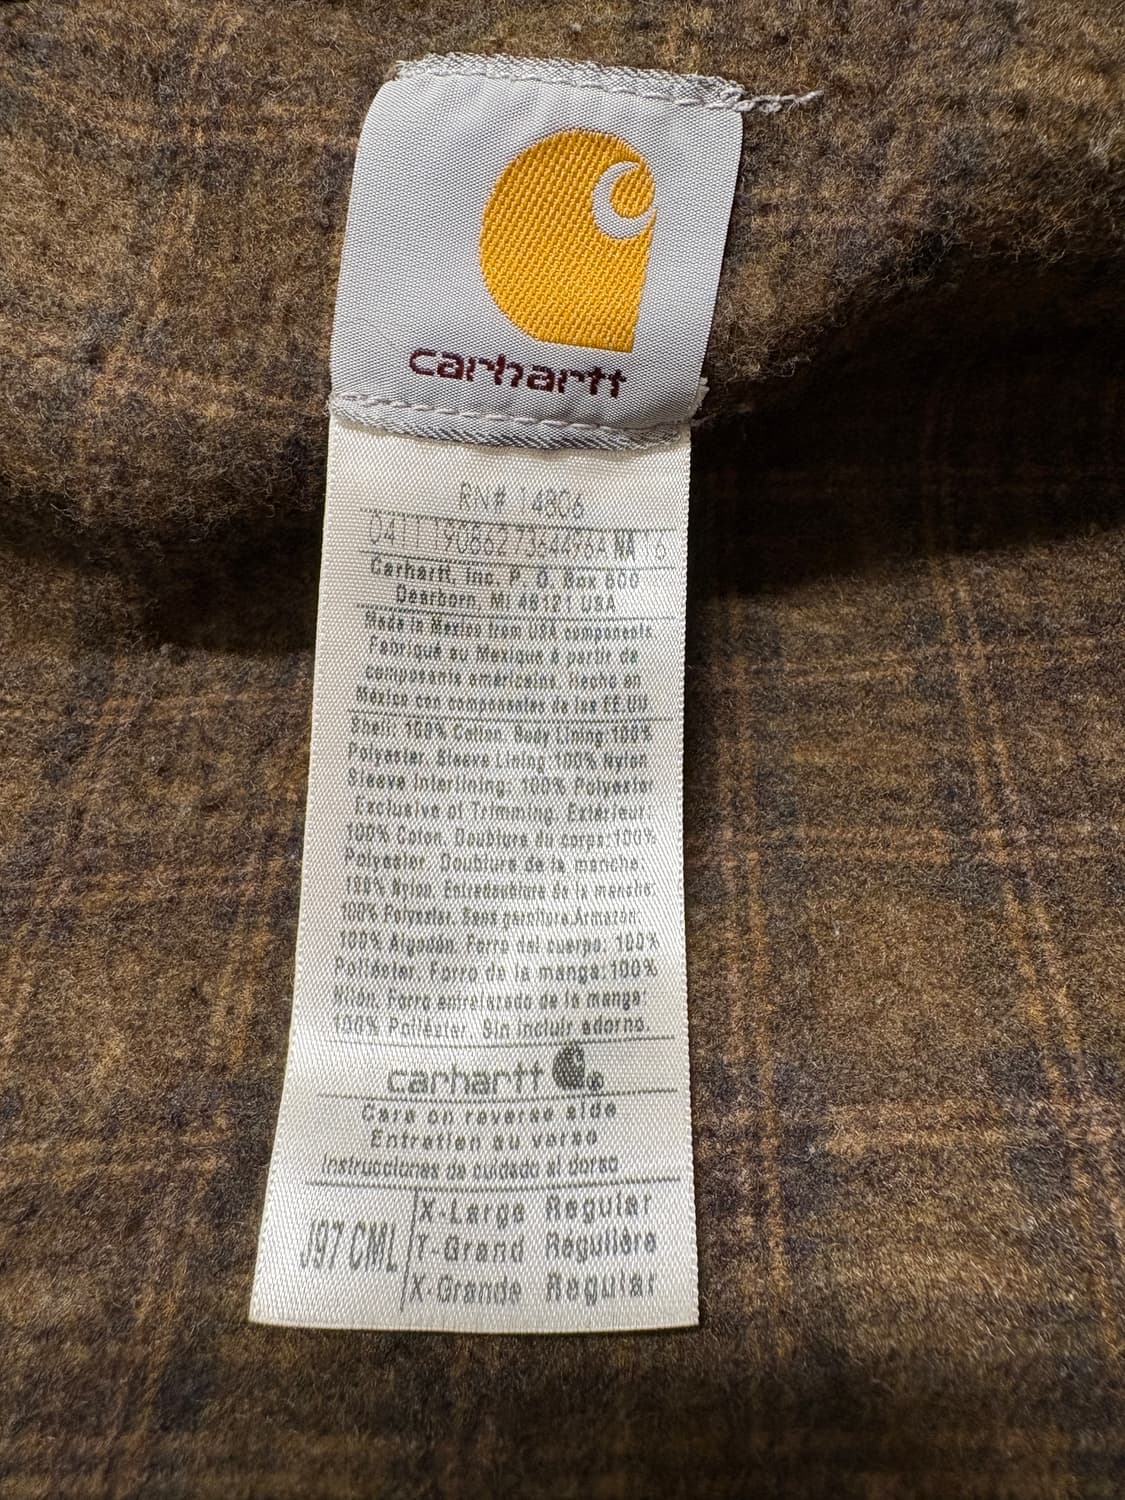 carhartt
RN# 14806
Carhartt, Inc. P. O. Box 600
Dearborn, MI 48121 USA
Made in Mexico from USA components
Fabriqué au Mexique à partir de
composants américains. Hecho en
México con componentes de los EE.UU
Shell: 100% Cotton. Body Lining:100%
Polyester. Sleeve Lining:100% Nylon
Sleeve Interlining: 100% Polyester
Exclusive of Trimming. Extérieur:
100% Coton. Doublure du corps:100%
Polyester. Doublure de la manche:
100% Nylon. Entredoublure de la manche:
100% Polyester. Sans garniture.Armazón:
100% Algodón. Forro del cuerpo: 100%
Poliéster. Forro de la manga:100%
Nilón. Forro entrelazado de la manga:
100% Poliéster. Sin incluir adorno.
carhartt ®
Care on reverse side
Entretien au verso
Instrucciones de cuidado al dorso
J97 CML
X-Large Regular
T-Grand Régulière
X-Grande Regular